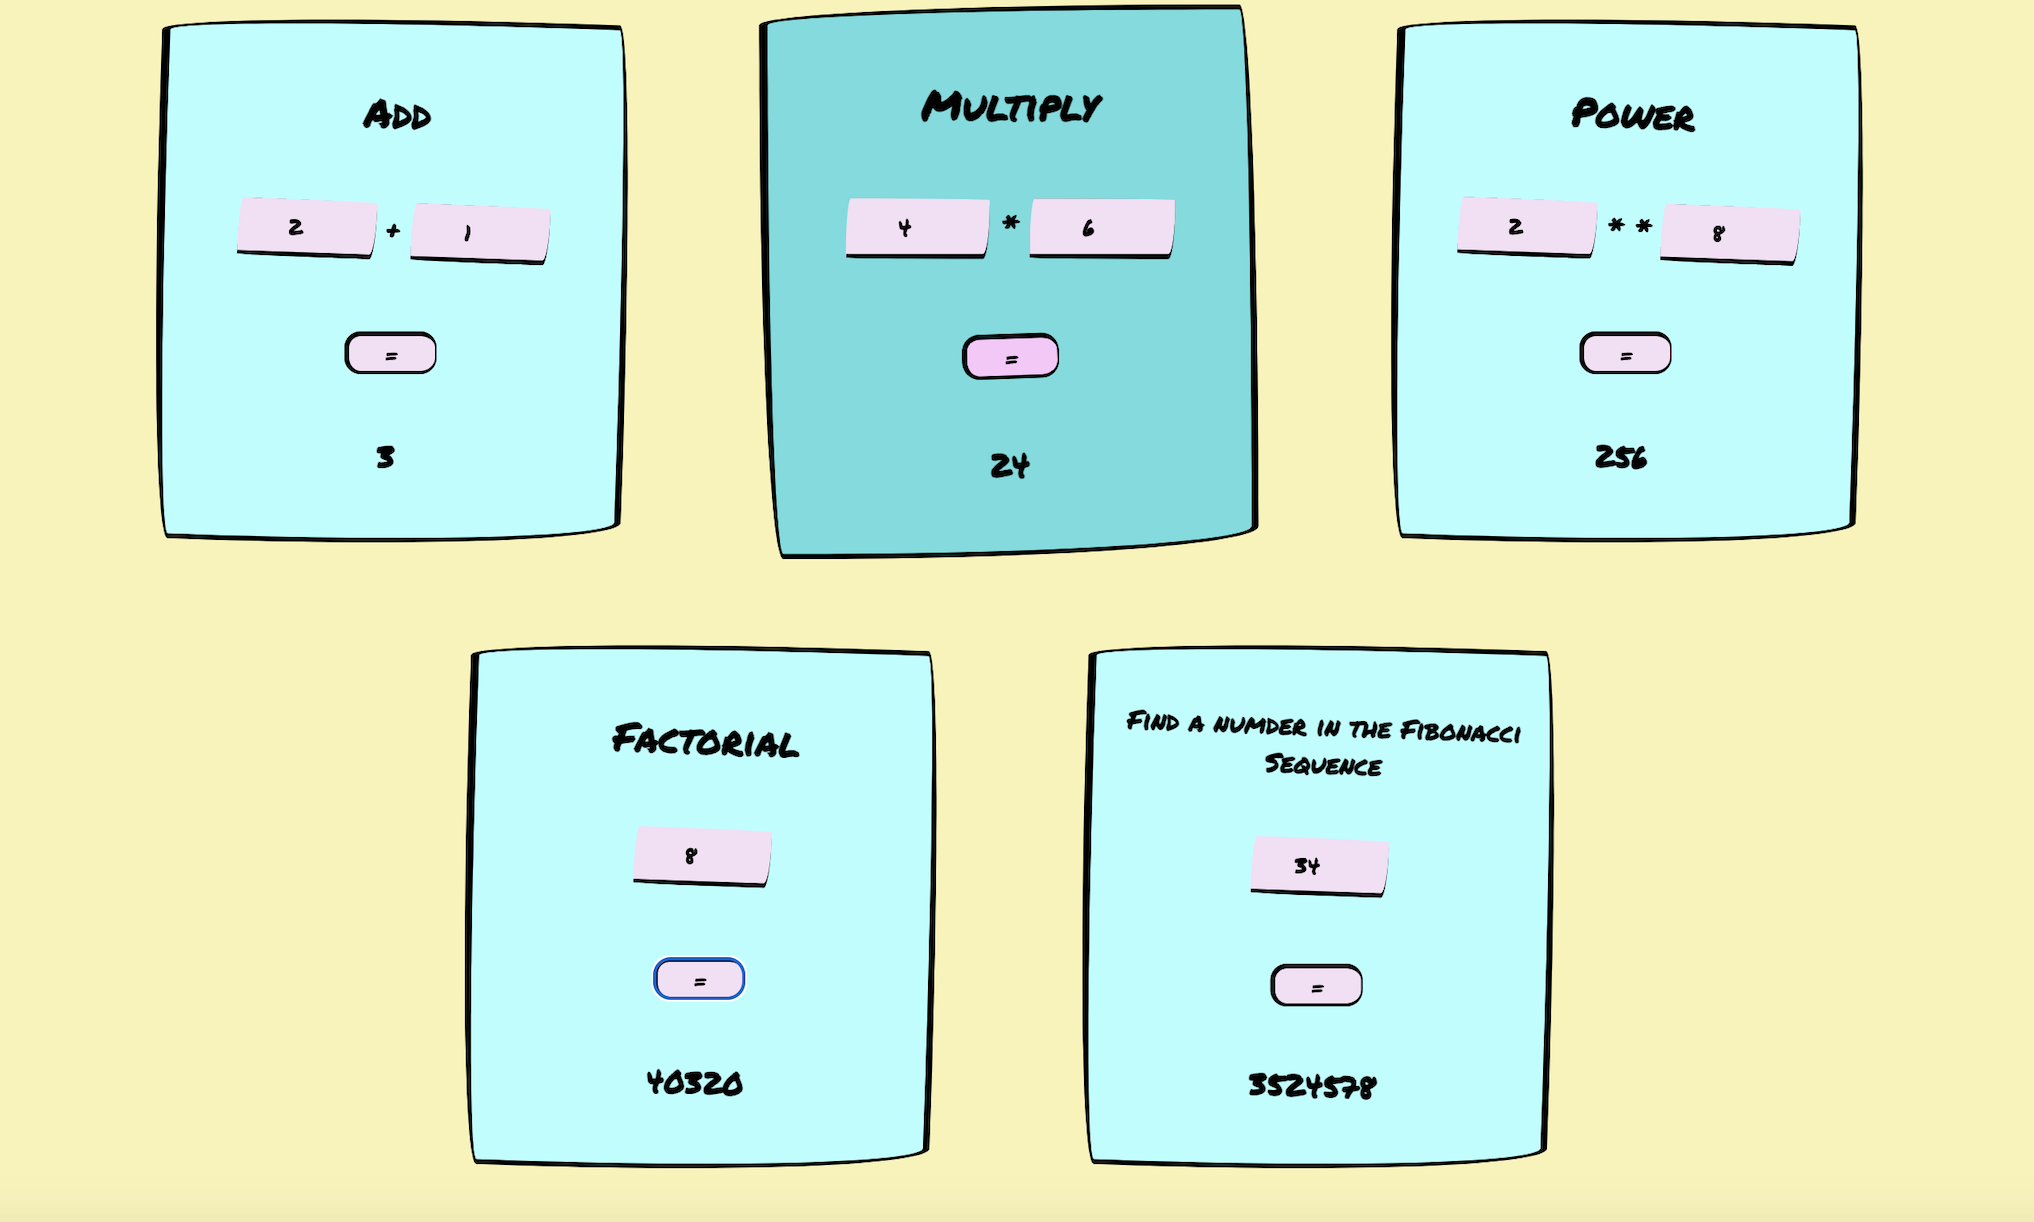 Add
2 + 1
=
3
Multiply
4 * 6
=
24
Power
2 * * 8
=
256
Factorial
8
=
40320
Find a numder in the Fibonacci
Sequence
34
=
3524578